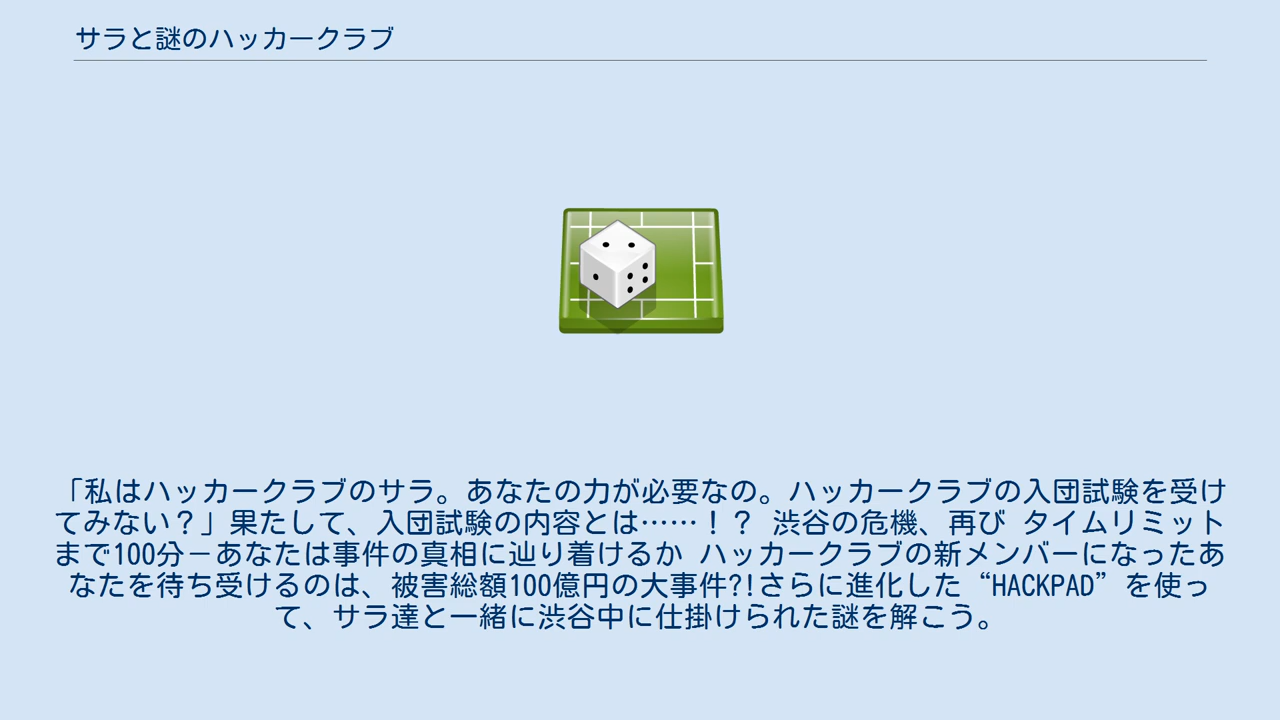 サラと謎のハッカークラブ
「私はハッカークラブのサラ。あなたの力が必要なの。ハッカークラブの入団試験を受け
てみない？」果たして、入団試験の内容とは……！？ 渋谷の危機、再び タイムリミット
まで100分－あなたは事件の真相に辿り着けるか ハッカークラブの新メンバーになったあ
なたを待ち受けるのは、被害総額100億円の大事件?!さらに進化した“HACKPAD”を使っ
て、サラ達と一緒に渋谷中に仕掛けられた謎を解こう。